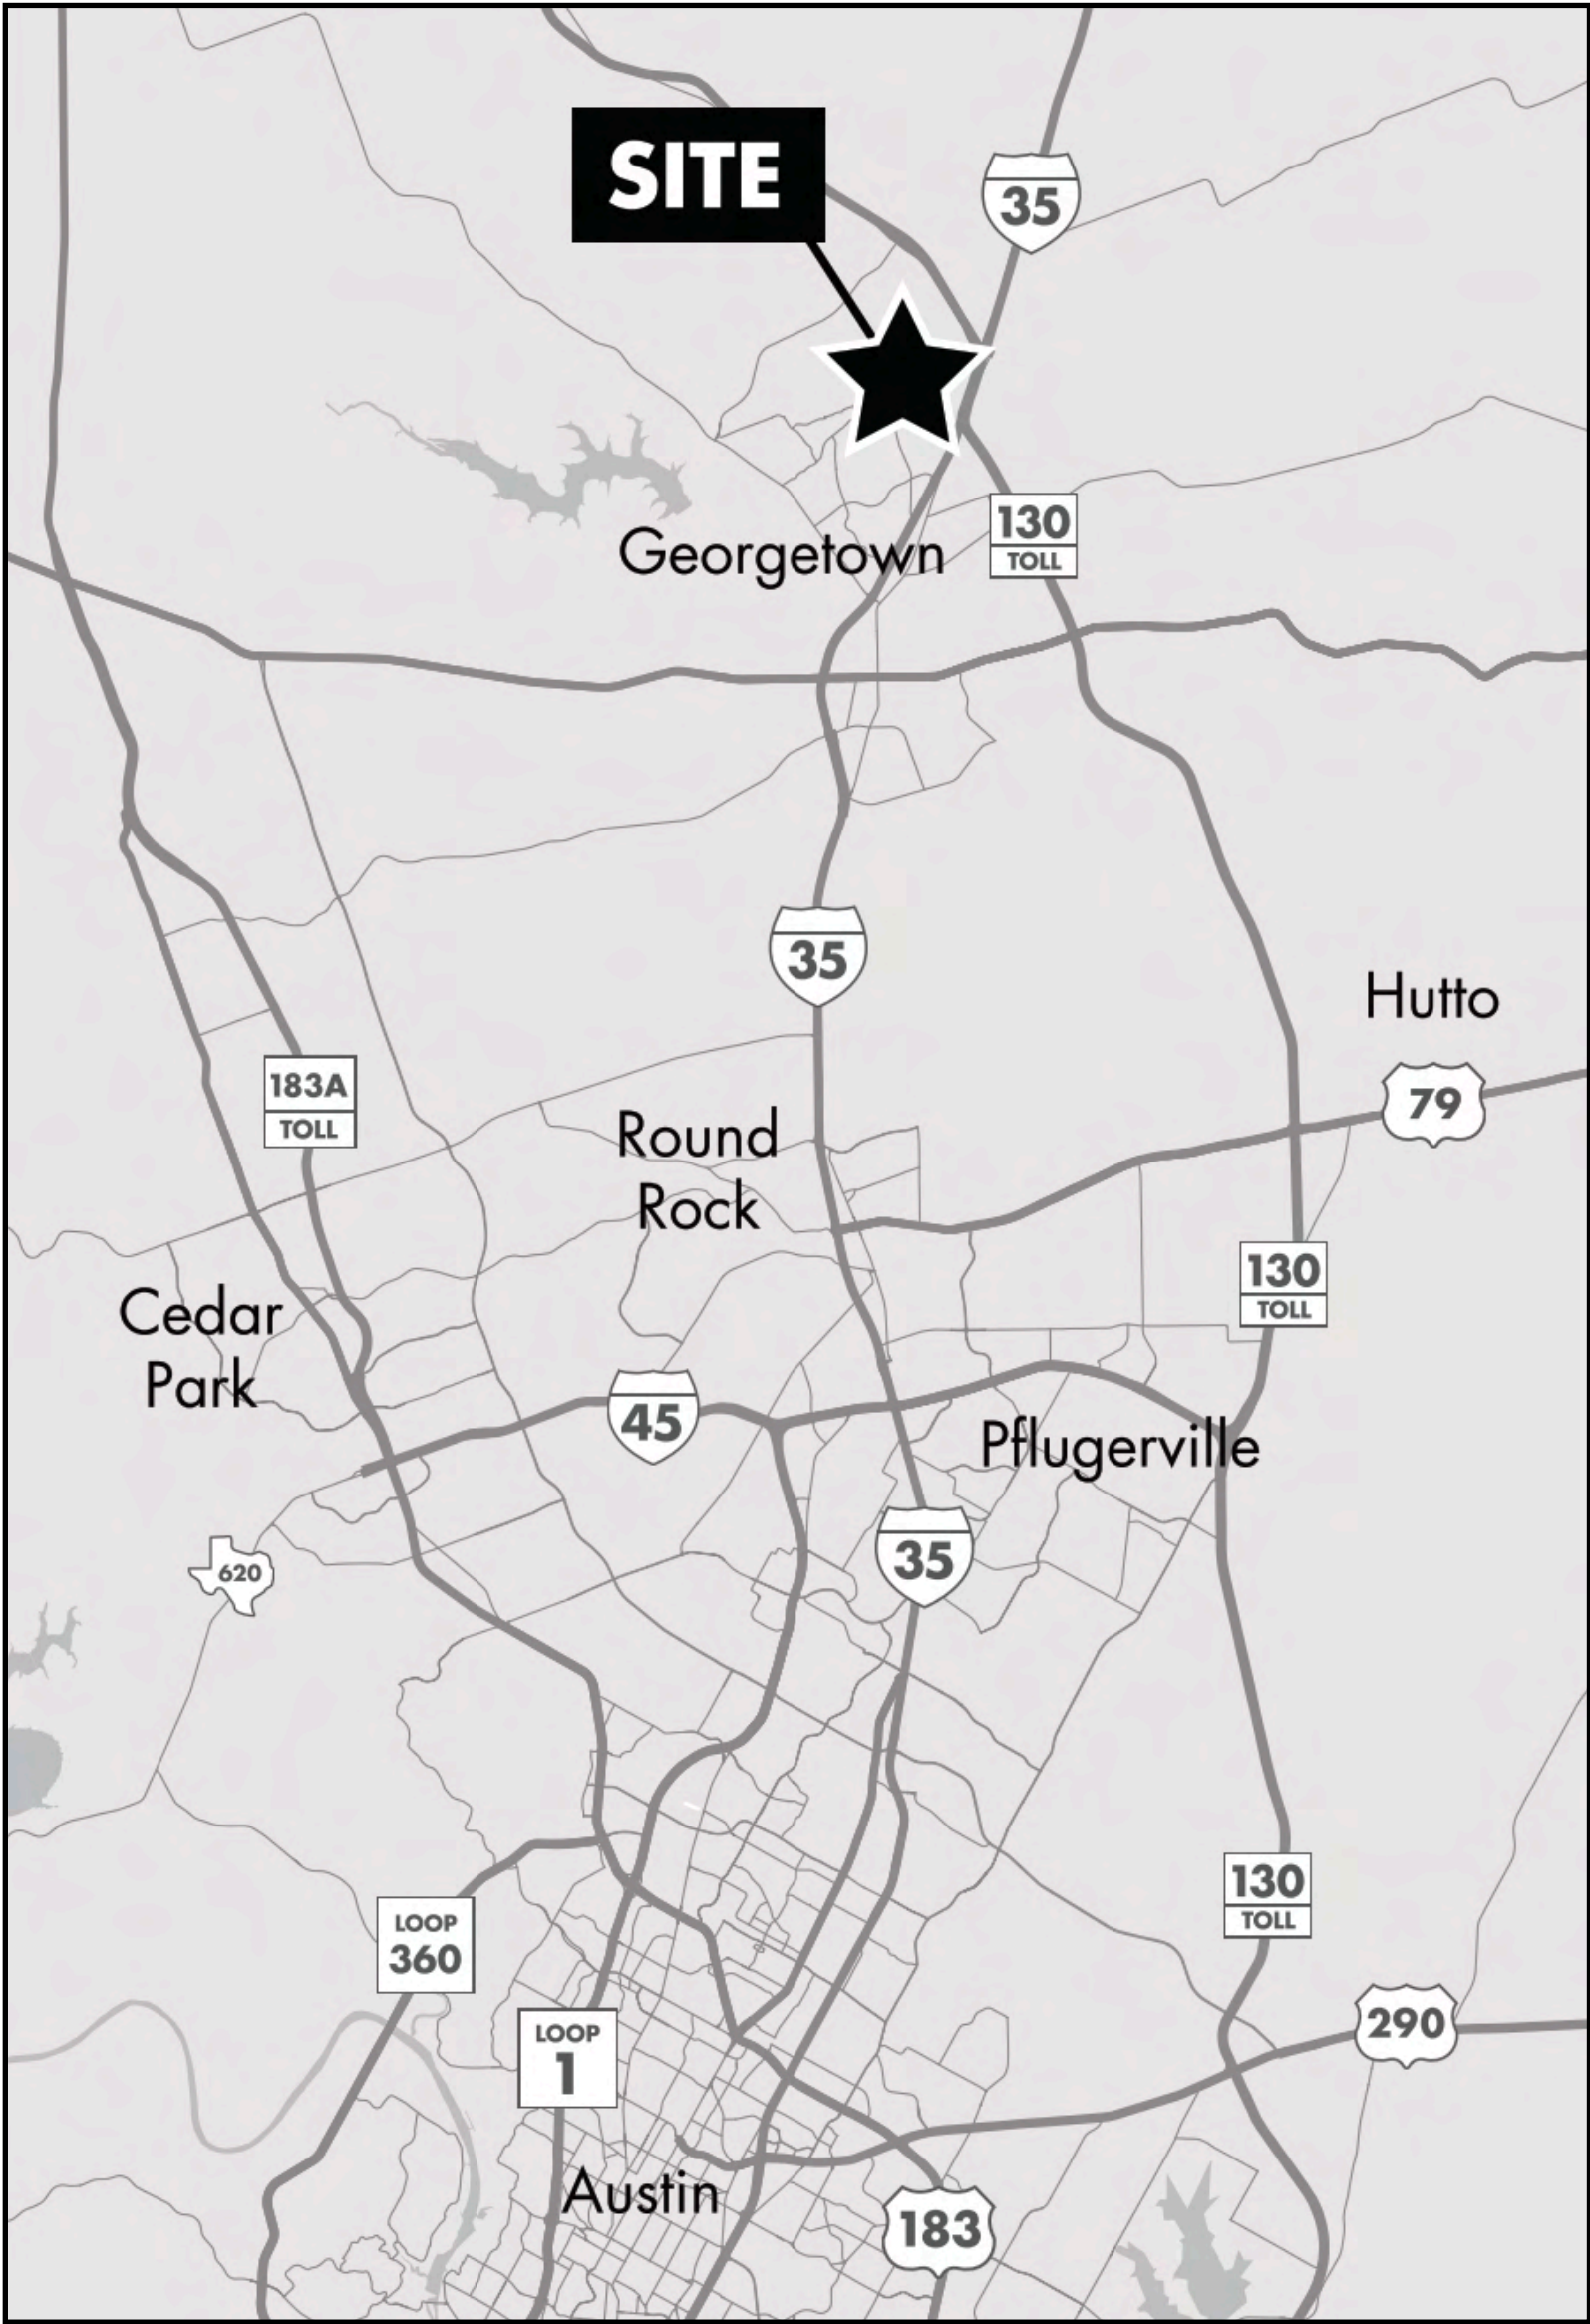 SITE
35
130
TOLL
Georgetown
35
Hutto
183A
TOLL
79
Round
Rock
130
TOLL
Cedar
Park
45
Pflugerville
35
620
130
TOLL
LOOP
360
290
LOOP
1
Austin
183